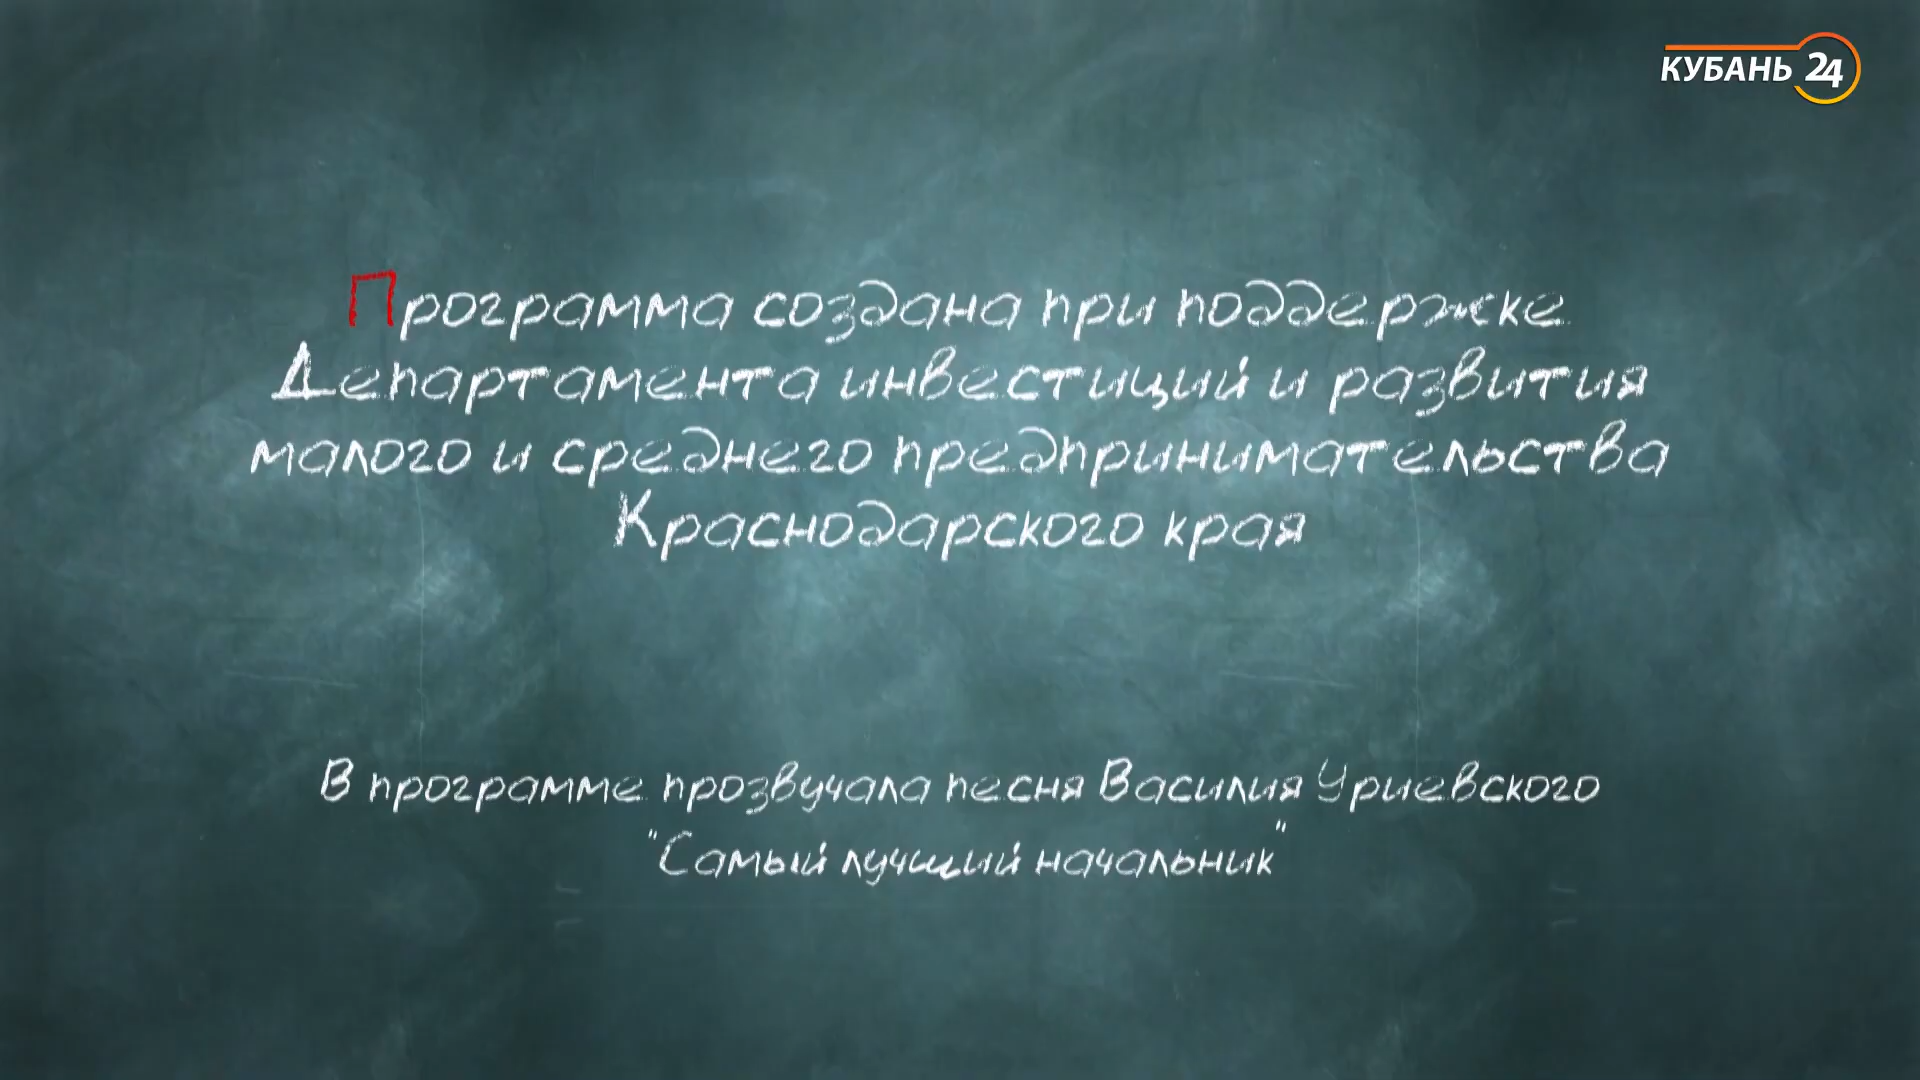 КУБАНЬ 24
Программа создана при поддержке
Департамента инвестиций и развития
малого и среднего предпринимательства
Краснодарского края
В программе прозвучала песня Василия Уриевского
"Самый лучший начальник"